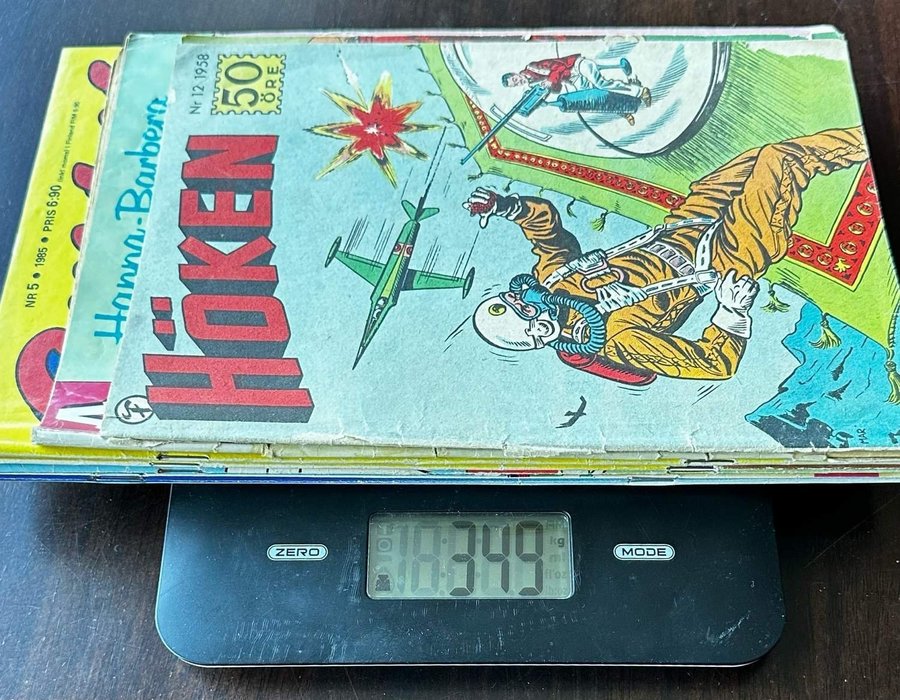 Nr 12 1958
50
ÖRE
HÖKEN
Hanna-Barbera
NR 5 • 1985 • PRIS 6:90
ZERO
349
g
MODE